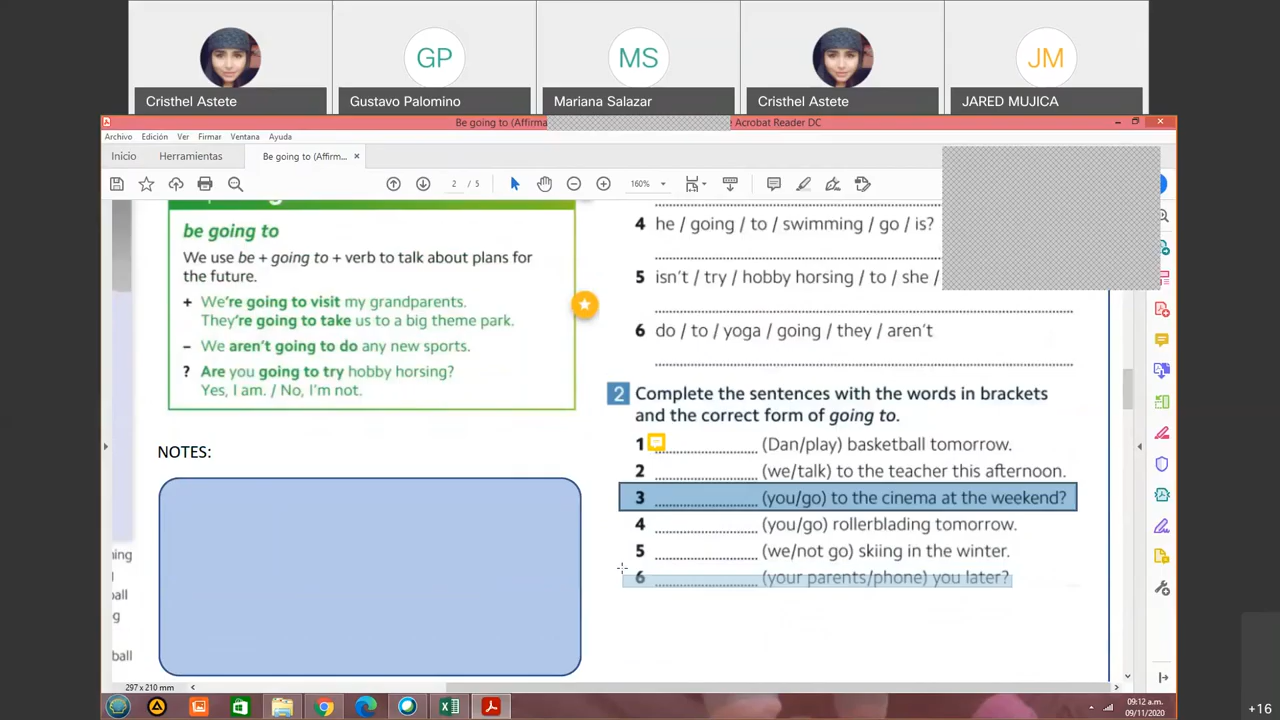 GP
MS
JM
Cristhel Astete
Gustavo Palomino
Mariana Salazar
Cristhel Astete
JARED MUJICA
Be going to (Affirma
e Acrobat Reader DC
Archivo Edición Ver Firmar Ventana Ayuda
Inicio Herramientas Be going to (Affirm... ×
2 / 5
160%
be going to
We use be + going to + verb to talk about plans for
the future.
+ We're going to visit my grandparents.
They're going to take us to a big theme park.
– We aren't going to do any new sports.
? Are you going to try hobby horsing?
Yes, I am. / No, I'm not.
NOTES:
4 he / going / to / swimming / go / is?
5 isn't / try / hobby horsing / to / she /
6 do / to / yoga / going / they / aren't
2 Complete the sentences with the words in brackets
and the correct form of going to.
1 (Dan/play) basketball tomorrow.
2 (we/talk) to the teacher this afternoon.
3 (you/go) to the cinema at the weekend?
4 (you/go) rollerblading tomorrow.
5 (we/not go) skiing in the winter.
6 (your parents/phone) you later?
ning
ball
g
ball
297 x 210 mm
09:12 a.m.
09/11/2020
+16